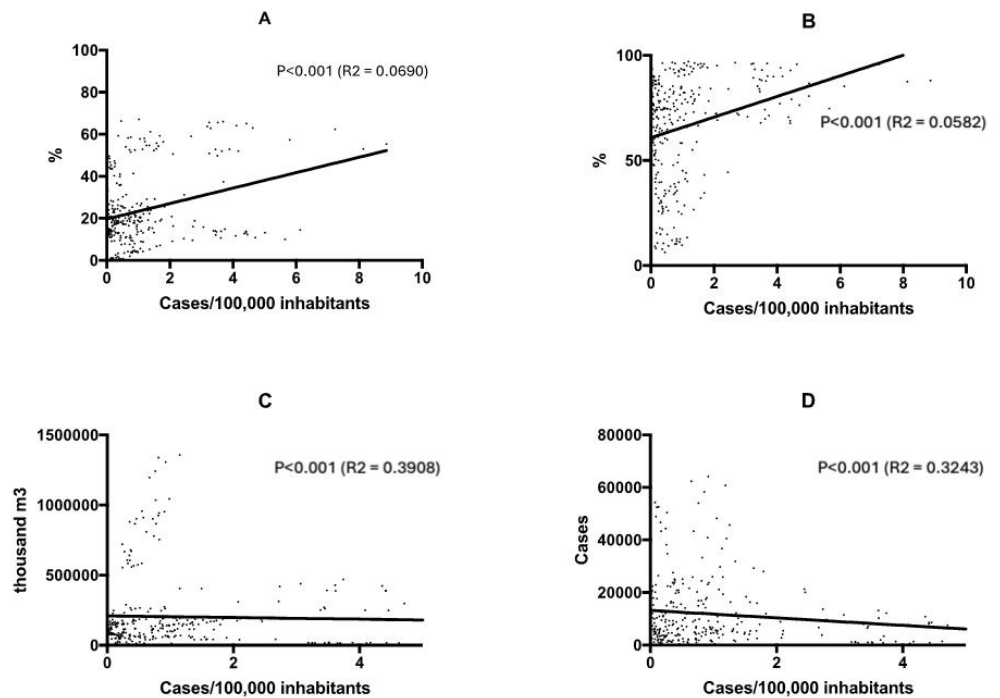 A
100
80
60
40
20
0
%
P<0.001 (R2 = 0.0690)
0 2 4 6 8 10
Cases/100,000 inhabitants
B
100
50
0
%
P<0.001 (R2 = 0.0582)
0 2 4 6 8 10
Cases/100,000 inhabitants
C
1500000
1000000
500000
0
thousand m3
P<0.001 (R2 = 0.3908)
0 2 4
Cases/100,000 inhabitants
D
80000
60000
40000
20000
0
Cases
P<0.001 (R2 = 0.3243)
0 2 4
Cases/100,000 inhabitants